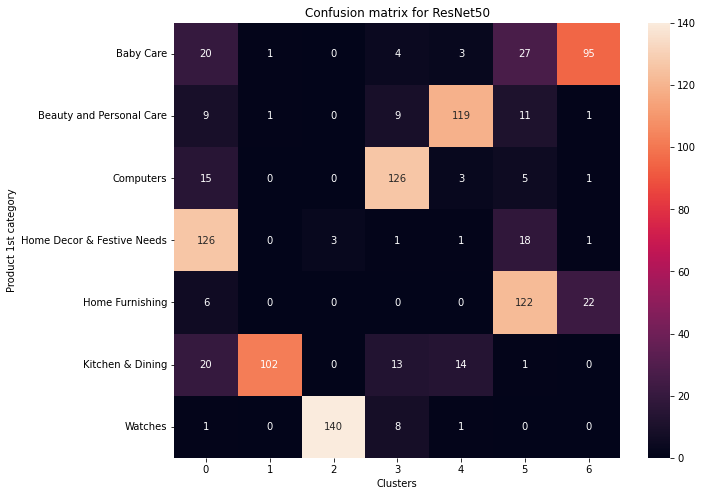 Confusion matrix for ResNet50
Product 1st category
Baby Care 20 1 0 4 3 27 95
Beauty and Personal Care 9 1 0 9 119 11 1
Computers 15 0 0 126 3 5 1
Home Decor & Festive Needs 126 0 3 1 1 18 1
Home Furnishing 6 0 0 0 0 122 22
Kitchen & Dining 20 102 0 13 14 1 0
Watches 1 0 140 8 1 0 0
0 1 2 3 4 5 6
Clusters
140
120
100
80
60
40
20
0